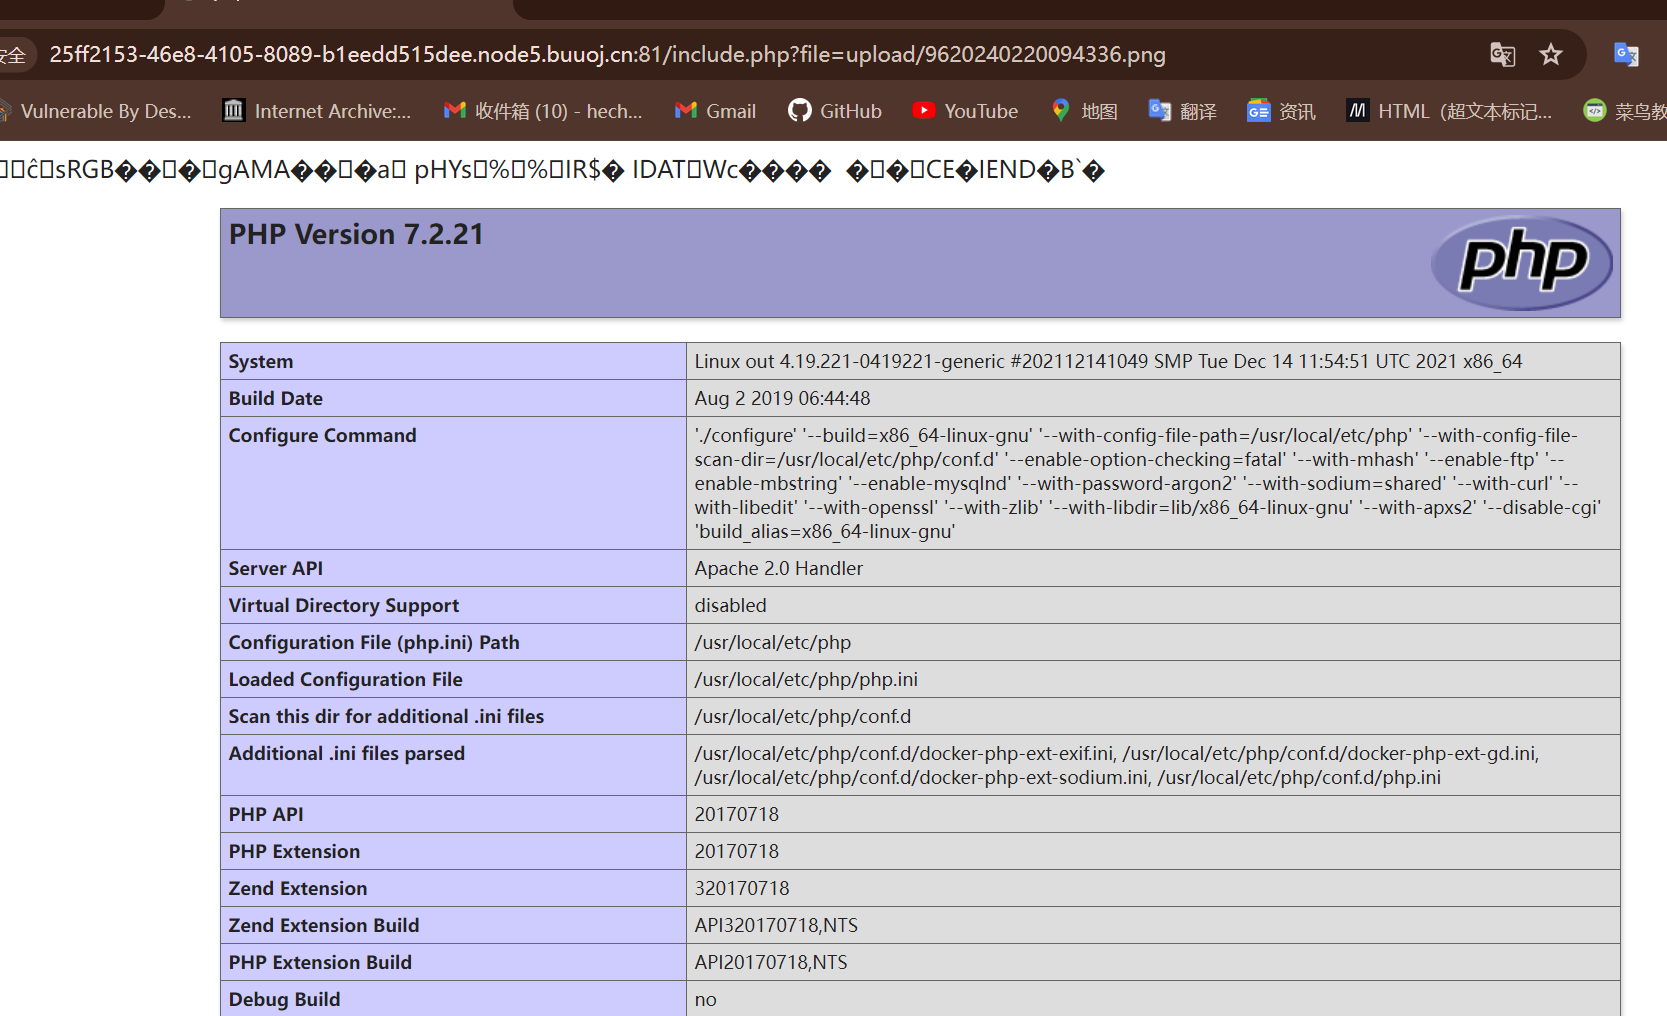 安全 25ff2153-46e8-4105-8089-b1eedd515dee.node5.buuoj.cn:81/include.php?file=upload/9620240220094336.png
Vulnerable By Des... Internet Archive:... 收件箱 (10) - hech... Gmail GitHub YouTube 地图 翻译 资讯 HTML（超文本标记... 菜鸟教
ĉ sRGB gAMA a pHYs % % IR$ IDAT Wc CE IEND B`
PHP Version 7.2.21
php
System Linux out 4.19.221-0419221-generic #202112141049 SMP Tue Dec 14 11:54:51 UTC 2021 x86_64
Build Date Aug 2 2019 06:44:48
Configure Command './configure' '--build=x86_64-linux-gnu' '--with-config-file-path=/usr/local/etc/php' '--with-config-file-
scan-dir=/usr/local/etc/php/conf.d' '--enable-option-checking=fatal' '--with-mhash' '--enable-ftp' '--
enable-mbstring' '--enable-mysqlnd' '--with-password-argon2' '--with-sodium=shared' '--with-curl' '--
with-libedit' '--with-openssl' '--with-zlib' '--with-libdir=lib/x86_64-linux-gnu' '--with-apxs2' '--disable-cgi'
'build_alias=x86_64-linux-gnu'
Server API Apache 2.0 Handler
Virtual Directory Support disabled
Configuration File (php.ini) Path /usr/local/etc/php
Loaded Configuration File /usr/local/etc/php/php.ini
Scan this dir for additional .ini files /usr/local/etc/php/conf.d
Additional .ini files parsed /usr/local/etc/php/conf.d/docker-php-ext-exif.ini, /usr/local/etc/php/conf.d/docker-php-ext-gd.ini,
/usr/local/etc/php/conf.d/docker-php-ext-sodium.ini, /usr/local/etc/php/conf.d/php.ini
PHP API 20170718
PHP Extension 20170718
Zend Extension 320170718
Zend Extension Build API320170718,NTS
PHP Extension Build API20170718,NTS
Debug Build no